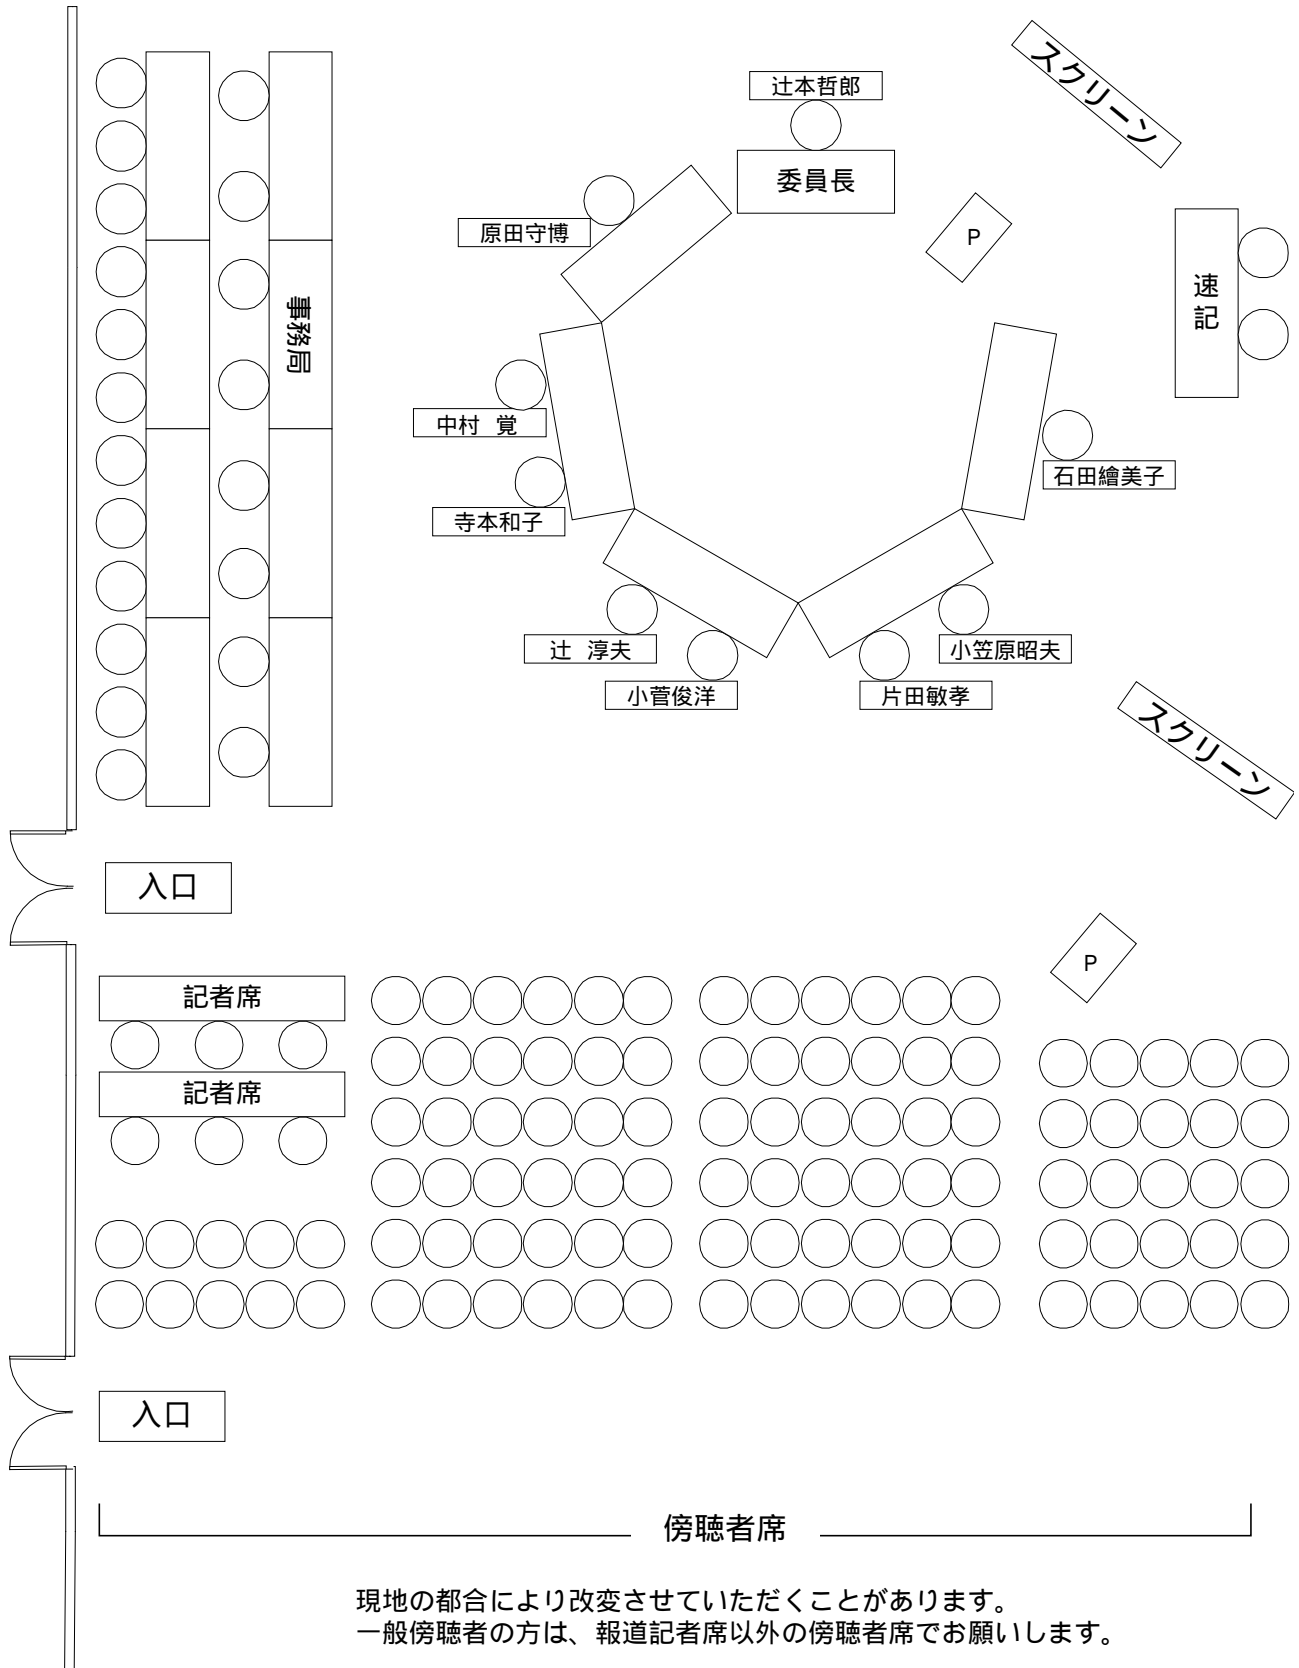 スクリーン
辻本哲郎
委員長
原田守博
P
速記
事務局
中村 覚
石田繪美子
寺本和子
辻 淳夫
小笠原昭夫
小菅俊洋
片田敏孝
スクリーン
入口
P
記者席
記者席
入口
傍聴者席
現地の都合により改変させていただくことがあります。
一般傍聴者の方は、報道記者席以外の傍聴者席でお願いします。